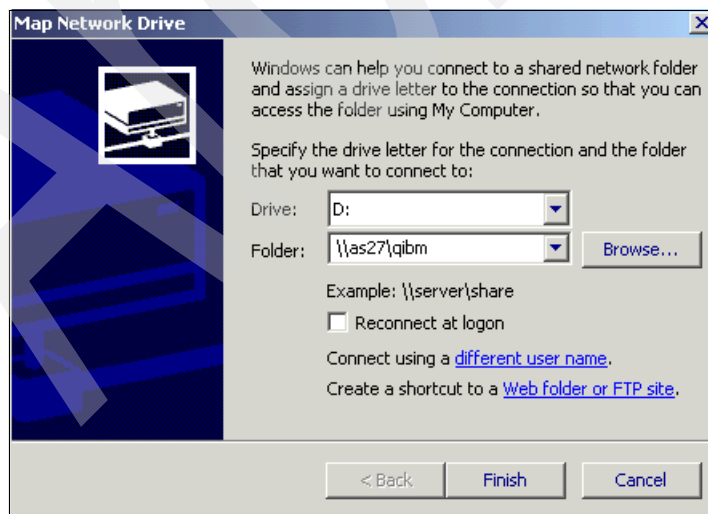 Map Network Drive
Windows can help you connect to a shared network folder
and assign a drive letter to the connection so that you can
access the folder using My Computer.
Specify the drive letter for the connection and the folder
that you want to connect to:
Drive: D:
Folder: \\as27\qibm Browse...
Example: \\server\share
Reconnect at logon
Connect using a different user name.
Create a shortcut to a Web folder or FTP site.
< Back Finish Cancel